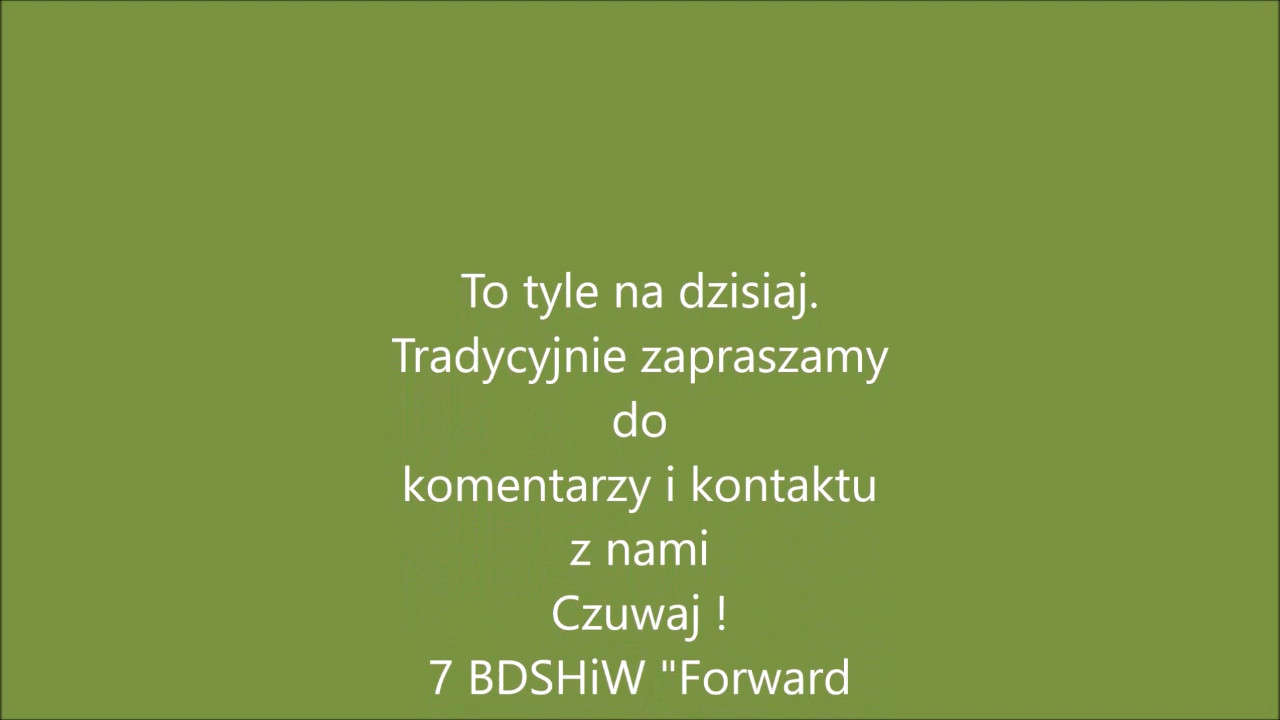 To tyle na dzisiaj.
Tradycyjnie zapraszamy
do
komentarzy i kontaktu
z nami
Czuwaj !
7 BDSHiW "Forward